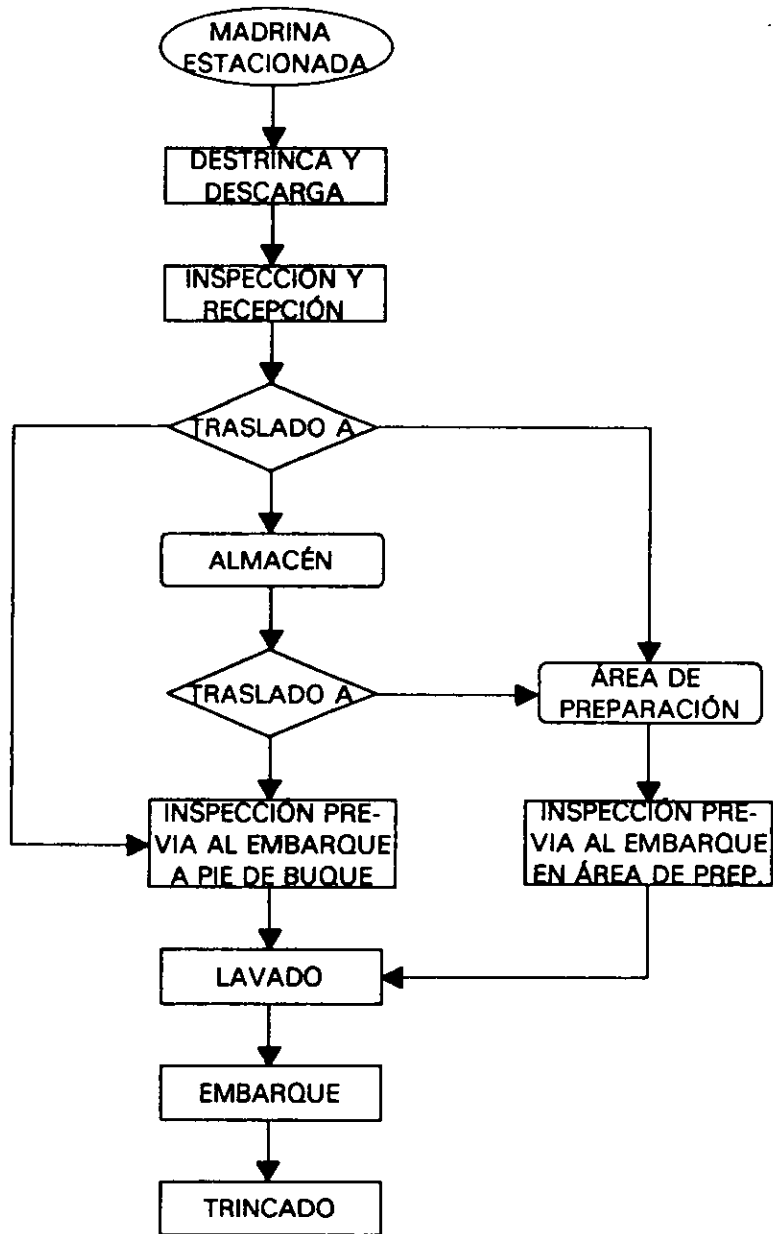 MADRINA
ESTACIONADA
DESTRINCA Y
DESCARGA
INSPECCIÓN Y
RECEPCIÓN
TRASLADO A
ALMACÉN
TRASLADO A
ÁREA DE
PREPARACIÓN
INSPECCIÓN PRE-
VIA AL EMBARQUE
A PIE DE BUQUE
INSPECCIÓN PRE-
VIA AL EMBARQUE
EN ÁREA DE PREP.
LAVADO
EMBARQUE
TRINCADO